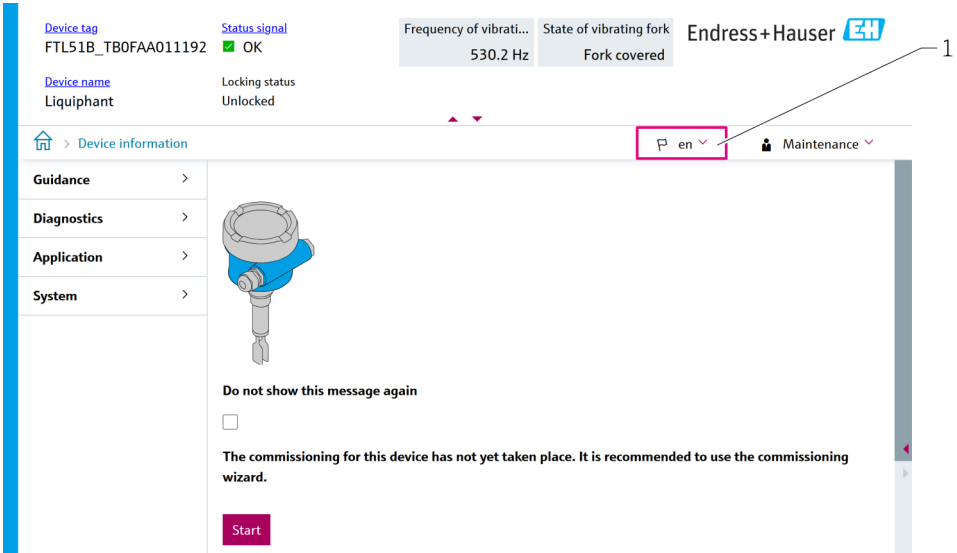 Device tag
FTL51B_TB0FAA011192
Status signal
OK
Frequency of vibrati...
530.2 Hz
State of vibrating fork
Fork covered
Endress+Hauser EH
1
Device name
Liquiphant
Locking status
Unlocked
> Device information
en
Maintenance
Guidance >
Diagnostics >
Application >
System >
Do not show this message again
The commissioning for this device has not yet taken place. It is recommended to use the commissioning
wizard.
Start